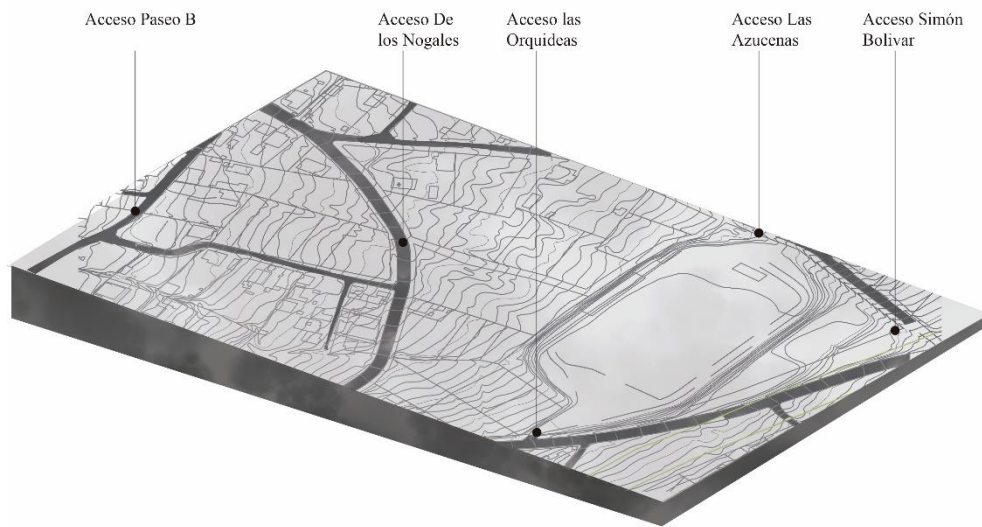 Acceso Paseo B
Acceso De
los Nogales
Acceso las
Orquideas
Acceso Las
Azucenas
Acceso Simón
Bolivar